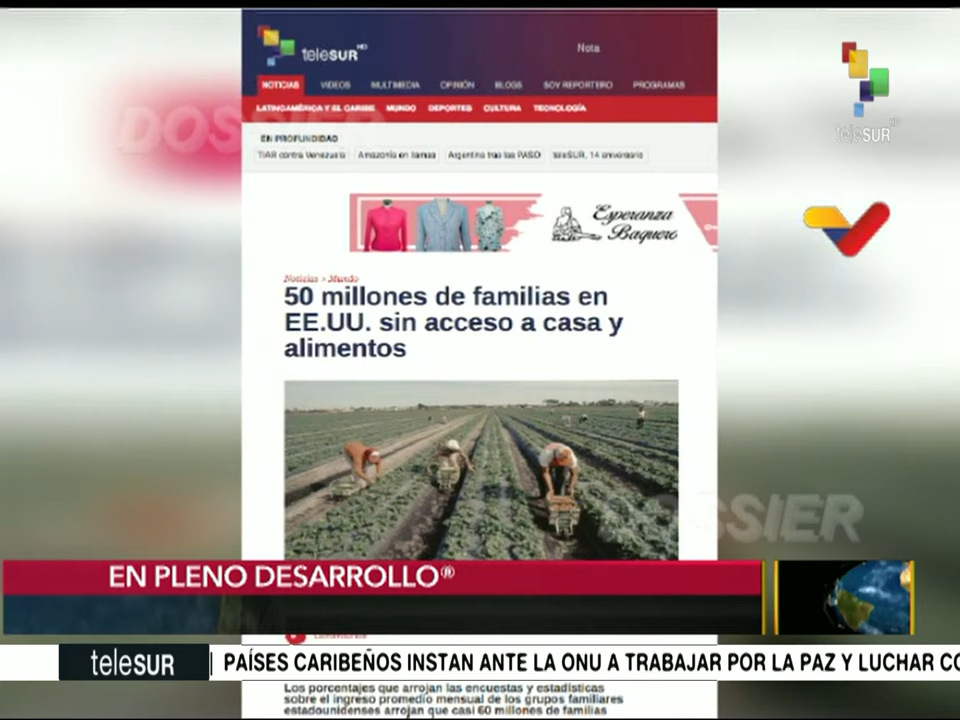 teleSUR HD
Nota
NOTICIAS VIDEOS MULTIMEDIA OPINIÓN BLOGS SOY REPORTERO PROGRAMAS
LATINOAMÉRICA Y EL CARIBE MUNDO DEPORTES CULTURA TECNOLOGÍA
DOSSIER
teleSUR HD
EN PROFUNDIDAD
TIAR contra Venezuela Amazonía en llamas Argentina tras las PASO teleSUR, 14 aniversario
Esperanza
Baquero
Noticias > Mundo
50 millones de familias en
EE.UU. sin acceso a casa y
alimentos
DOSSIER
EN PLENO DESARROLLO®
teleSUR PAÍSES CARIBEÑOS INSTAN ANTE LA ONU A TRABAJAR POR LA PAZ Y LUCHAR CO
Los porcentajes que arrojan las encuestas y estadísticas
sobre el ingreso promedio mensual de los grupos familiares
estadounidenses arrojan que casi 60 millones de familias